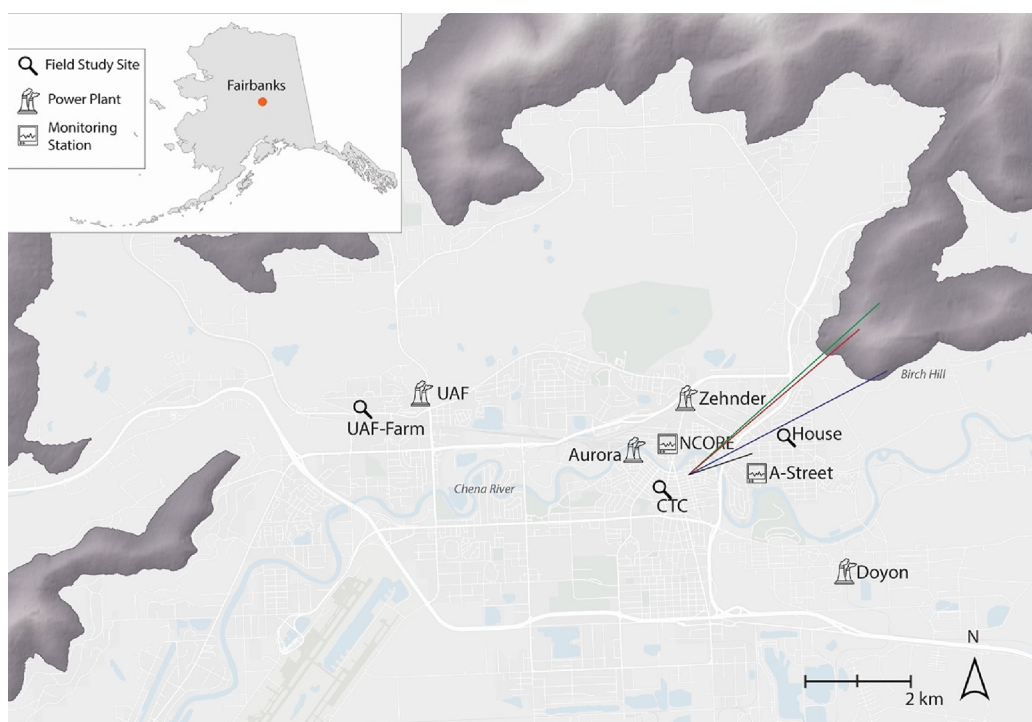 Field Study Site
Power Plant
Monitoring
Station
Fairbanks
UAF
UAF-Farm
Zehnder
Birch Hill
House
NCORE
Aurora
A-Street
Chena River
CTC
Doyon
N
2 km